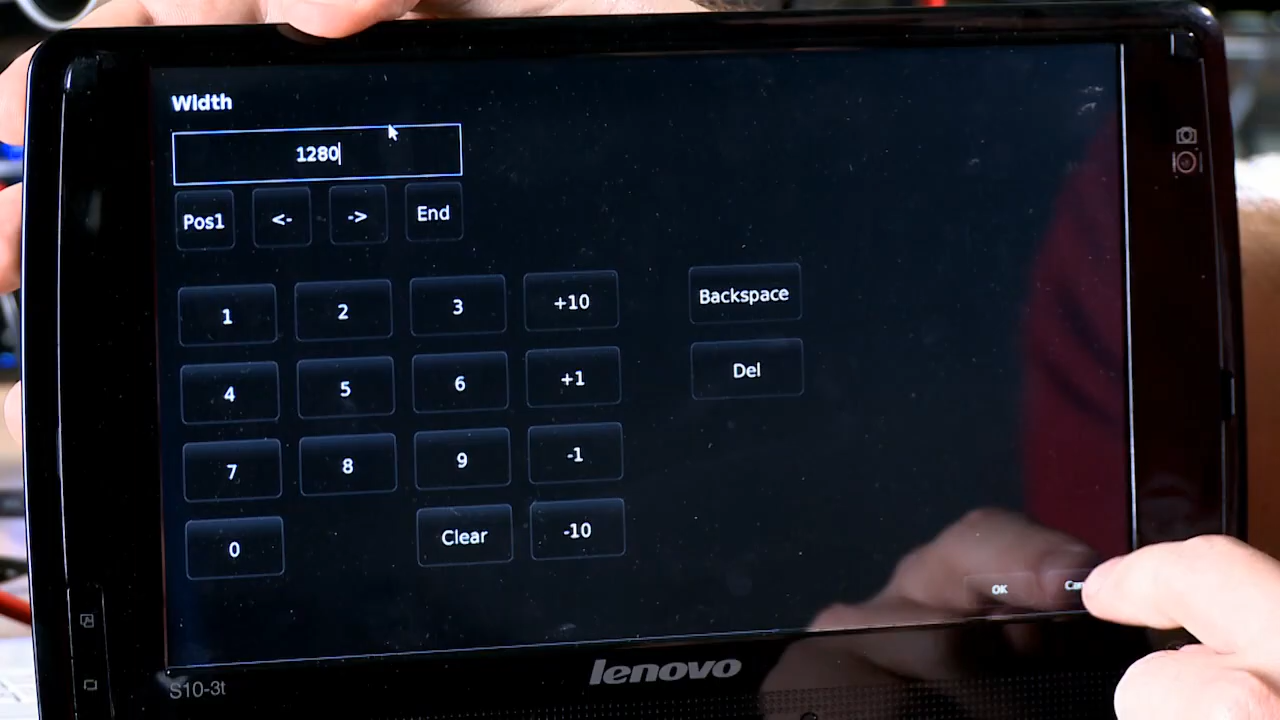 Width
1280
Pos1 <- -> End
1 2 3 +10 Backspace
4 5 6 +1 Del
7 8 9 -1
0 Clear -10
OK
lenovo
S10-3t